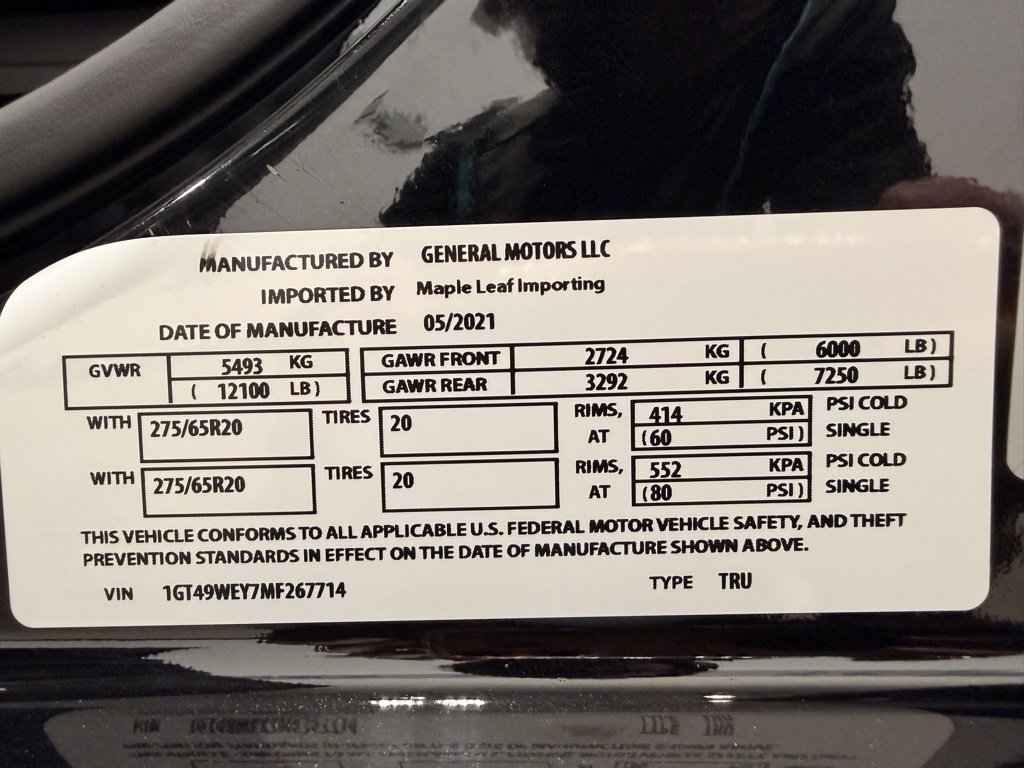 MANUFACTURED BY GENERAL MOTORS LLC
IMPORTED BY Maple Leaf Importing
DATE OF MANUFACTURE 05/2021
GVWR 5493 KG GAWR FRONT 2724 KG ( 6000 LB )
( 12100 LB ) GAWR REAR 3292 KG ( 7250 LB )
WITH 275/65R20 TIRES 20 RIMS, 414 KPA PSI COLD
AT (60 PSI ) SINGLE
WITH 275/65R20 TIRES 20 RIMS, 552 KPA PSI COLD
AT (80 PSI ) SINGLE
THIS VEHICLE CONFORMS TO ALL APPLICABLE U.S. FEDERAL MOTOR VEHICLE SAFETY, AND THEFT
PREVENTION STANDARDS IN EFFECT ON THE DATE OF MANUFACTURE SHOWN ABOVE.
VIN 1GT49WEY7MF267714 TYPE TRU